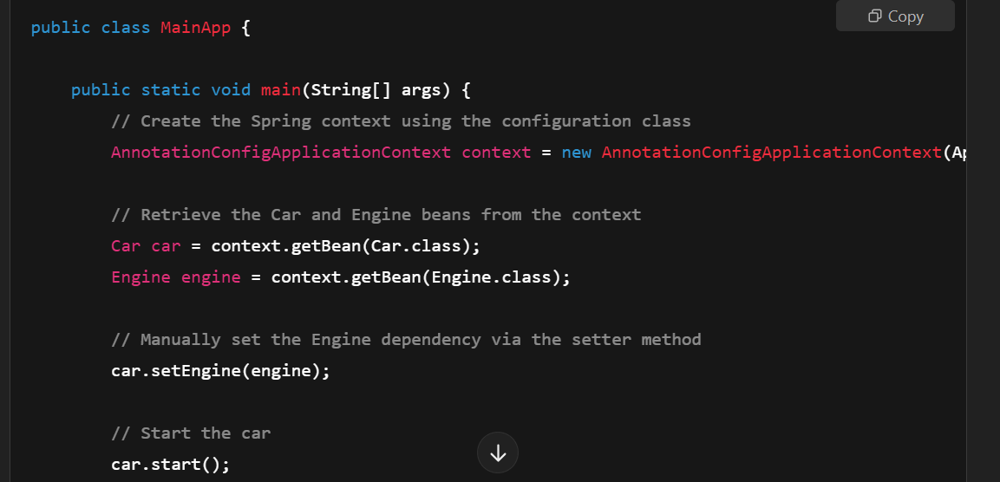 Copy
public class MainApp {
public static void main(String[] args) {
// Create the Spring context using the configuration class
AnnotationConfigApplicationContext context = new AnnotationConfigApplicationContext(Ap
// Retrieve the Car and Engine beans from the context
Car car = context.getBean(Car.class);
Engine engine = context.getBean(Engine.class);
// Manually set the Engine dependency via the setter method
car.setEngine(engine);
// Start the car
car.start();